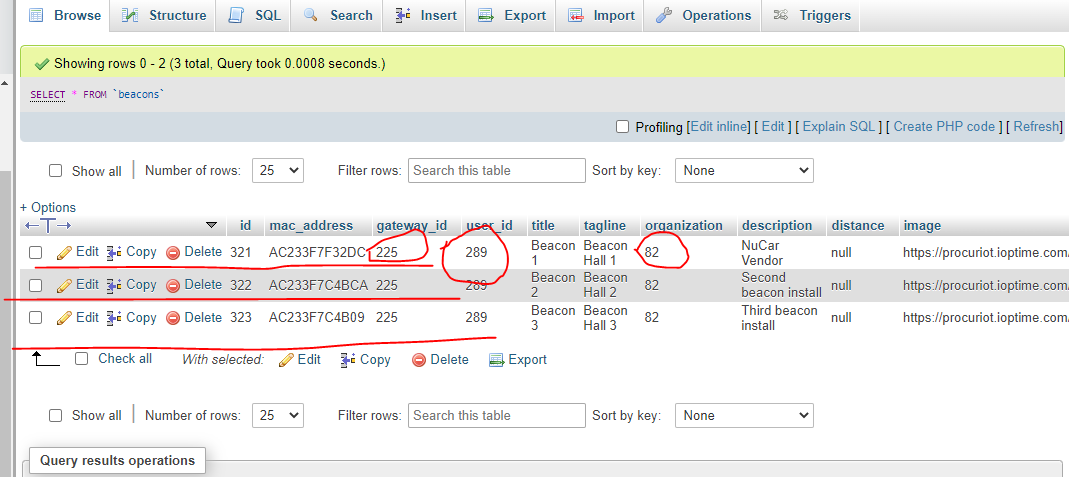 Browse Structure SQL Search Insert Export Import Operations Triggers
Showing rows 0 - 2 (3 total, Query took 0.0008 seconds.)
SELECT * FROM `beacons`
Profiling [Edit inline] [ Edit ] [ Explain SQL ] [ Create PHP code ] [ Refresh]
Show all Number of rows: 25 Filter rows: Search this table Sort by key: None
+ Options
←T→ id mac_address gateway_id user_id title tagline organization description distance image
Edit Copy Delete 321 AC233F7F32DC 225 289 Beacon 1 Beacon Hall 1 82 NuCar Vendor null https://procuriot.ioptime.com/
Edit Copy Delete 322 AC233F7C4BCA 225 289 Beacon 2 Beacon Hall 2 82 Second beacon install null https://procuriot.ioptime.com/
Edit Copy Delete 323 AC233F7C4B09 225 289 Beacon 3 Beacon Hall 3 82 Third beacon install null https://procuriot.ioptime.com/
Check all With selected: Edit Copy Delete Export
Show all Number of rows: 25 Filter rows: Search this table Sort by key: None
Query results operations